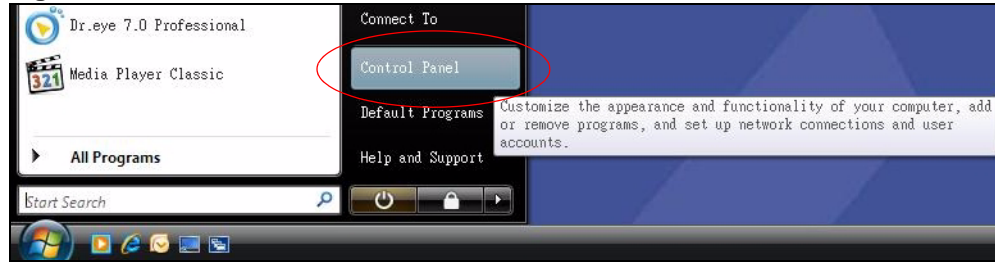 Dr.eye 7.0 Professional
Media Player Classic
321
All Programs
Start Search
Connect To
Control Panel
Default Programs
Help and Support
Customize the appearance and functionality of your computer, add
or remove programs, and set up network connections and user
accounts.